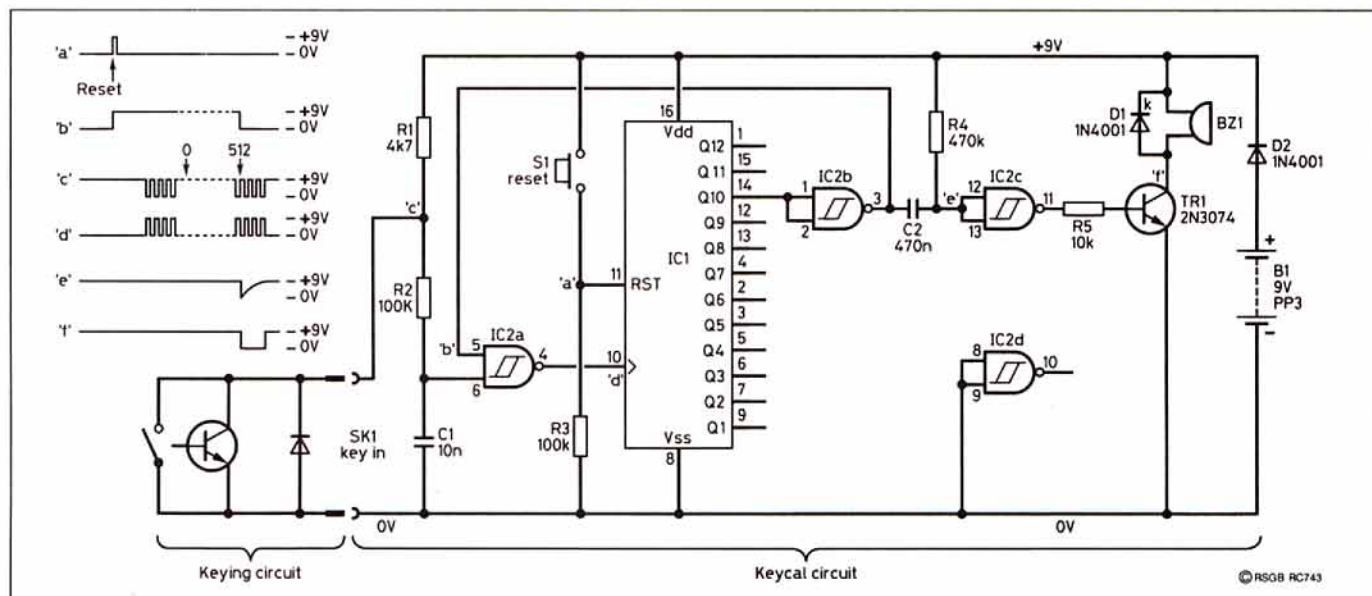 'a'
+9V
0V
Reset
'b'
+9V
0V
0
512
'c'
+9V
0V
'd'
+9V
0V
'e'
+9V
0V
'f'
+9V
0V
+9V
R1
4k7
S1
reset
16
Vdd
R4
470k
D1
1N4001
k
BZ1
D2
1N4001
'c'
Q12
1
Q11
15
Q10
14
Q9
12
Q8
13
Q7
4
Q6
2
Q5
3
Q4
5
Q3
6
Q2
7
Q1
9
IC1
1
2
IC2b
3
C2
470n
'e'
12
13
IC2c
11
R5
10k
'f'
TR1
2N3074
+
B1
9V
PP3
-
R2
100K
'a'
11
RST
'b'
5
6
IC2a
4
10
'd'
8
9
IC2d
10
SK1
key in
C1
10n
R3
100k
Vss
8
0V
0V
Keying circuit
Keycal circuit
©RSGB RC743